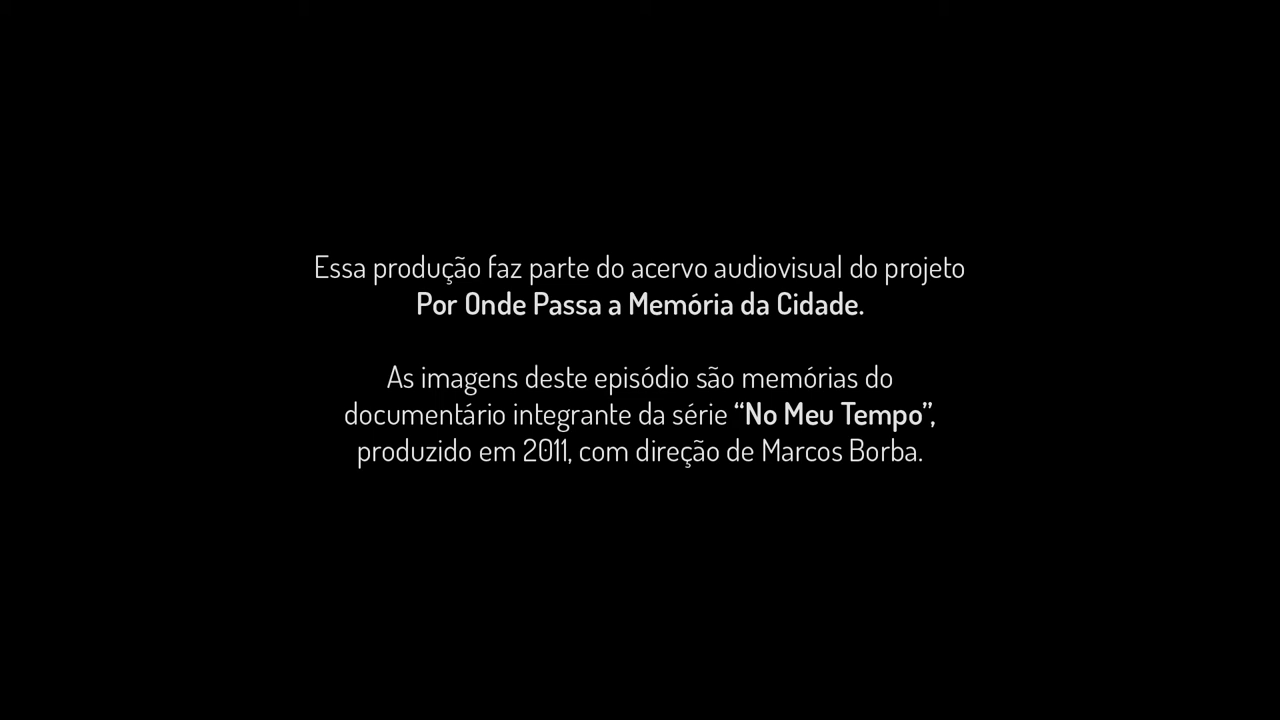 Essa produção faz parte do acervo audiovisual do projeto
Por Onde Passa a Memória da Cidade.
As imagens deste episódio são memórias do
documentário integrante da série “No Meu Tempo”,
produzido em 2011, com direção de Marcos Borba.